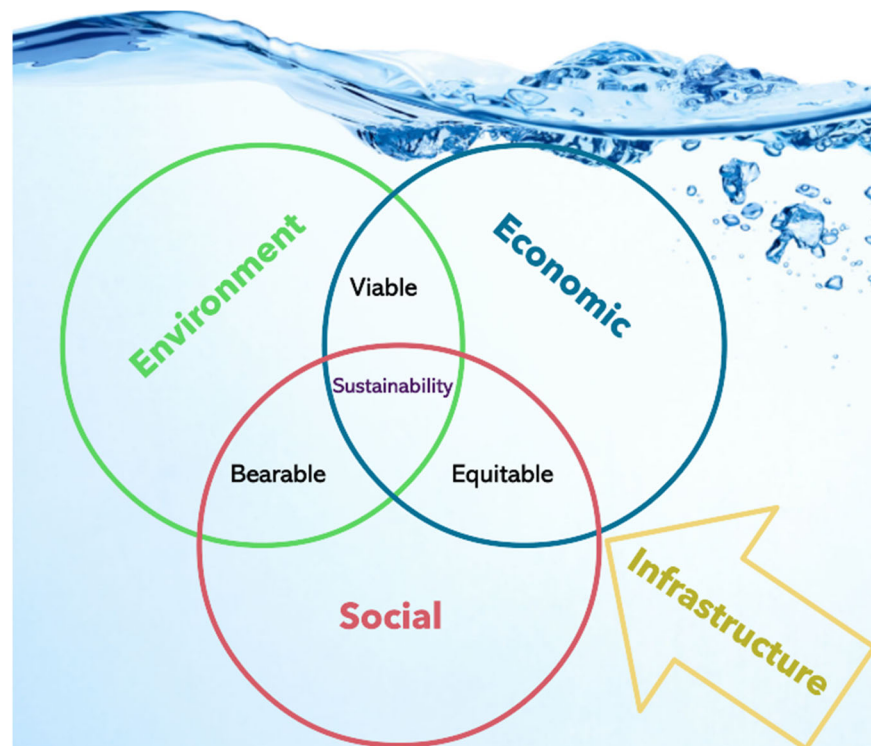 Environment
Economic
Viable
Sustainability
Bearable
Equitable
Social
Infrastructure